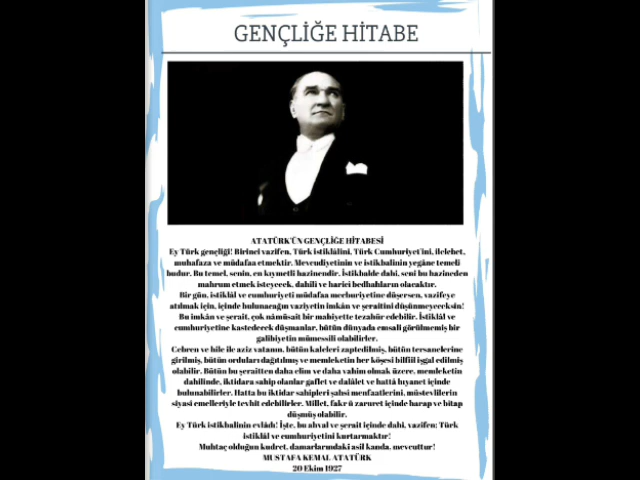 GENÇLİĞE HİTABE
ATATÜRK'ÜN GENÇLİĞE HİTABESİ
Ey Türk gençliği! Birinci vazifen, Türk istiklâlini, Türk Cumhuriyet'ini, ilelebet,
muhafaza ve müdafaa etmektir. Mevcudiyetinin ve istikbalinin yegâne temeli
budur. Bu temel, senin, en kıymetli hazinendir. İstikbalde dahi, seni bu hazineden
mahrum etmek isteyecek, dahili ve harici bedhahların olacaktır.
Bir gün, istiklâl ve cumhuriyeti müdafaa mecburiyetine düşersen, vazifeye
atılmak için, içinde bulunacağın vaziyetin imkân ve şeraitini düşünmeyeceksin!
Bu imkân ve şerait, çok nâmüsait bir mahiyette tezahür edebilir. İstiklâl ve
cumhuriyetine kastedecek düşmanlar, bütün dünyada emsali görülmemiş bir
galibiyetin mümessili olabilirler.
Cebren ve hile ile aziz vatanın, bütün kaleleri zaptedilmiş, bütün tersanelerine
girilmiş, bütün orduları dağıtılmış ve memleketin her köşesi bilfiil işgal edilmiş
olabilir. Bütün bu şeraitten daha elim ve daha vahim olmak üzere, memleketin
dahilinde, iktidara sahip olanlar gaflet ve dalâlet ve hattâ hıyanet içinde
bulunabilirler. Hatta bu iktidar sahipleri şahsi menfaatlerini, müstevlilerin
siyasi emelleriyle tevhit edebilirler. Millet, fakr ü zaruret içinde harap ve bitap
düşmüş olabilir.
Ey Türk istikbalinin evlâdı! İşte, bu ahval ve şerait içinde dahi, vazifen; Türk
istiklâl ve cumhuriyetini kurtarmaktır!
Muhtaç olduğun kudret, damarlarındaki asil kanda, mevcuttur!
MUSTAFA KEMAL ATATÜRK
20 Ekim 1927